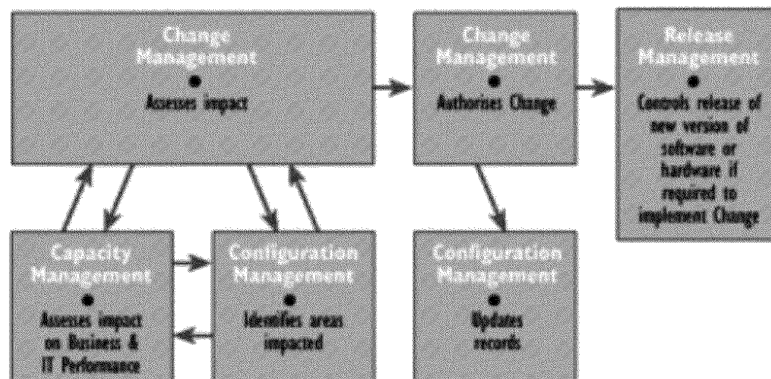 Change
Management
Assesses impact
Change
Management
Authorises Change
Release
Management
Controls release of
new version of
software or
hardware if
required to
implement Change
Capacity
Management
Assesses impact
on Business &
IT Performance
Configuration
Management
Identifies areas
impacted
Configuration
Management
Updates
records